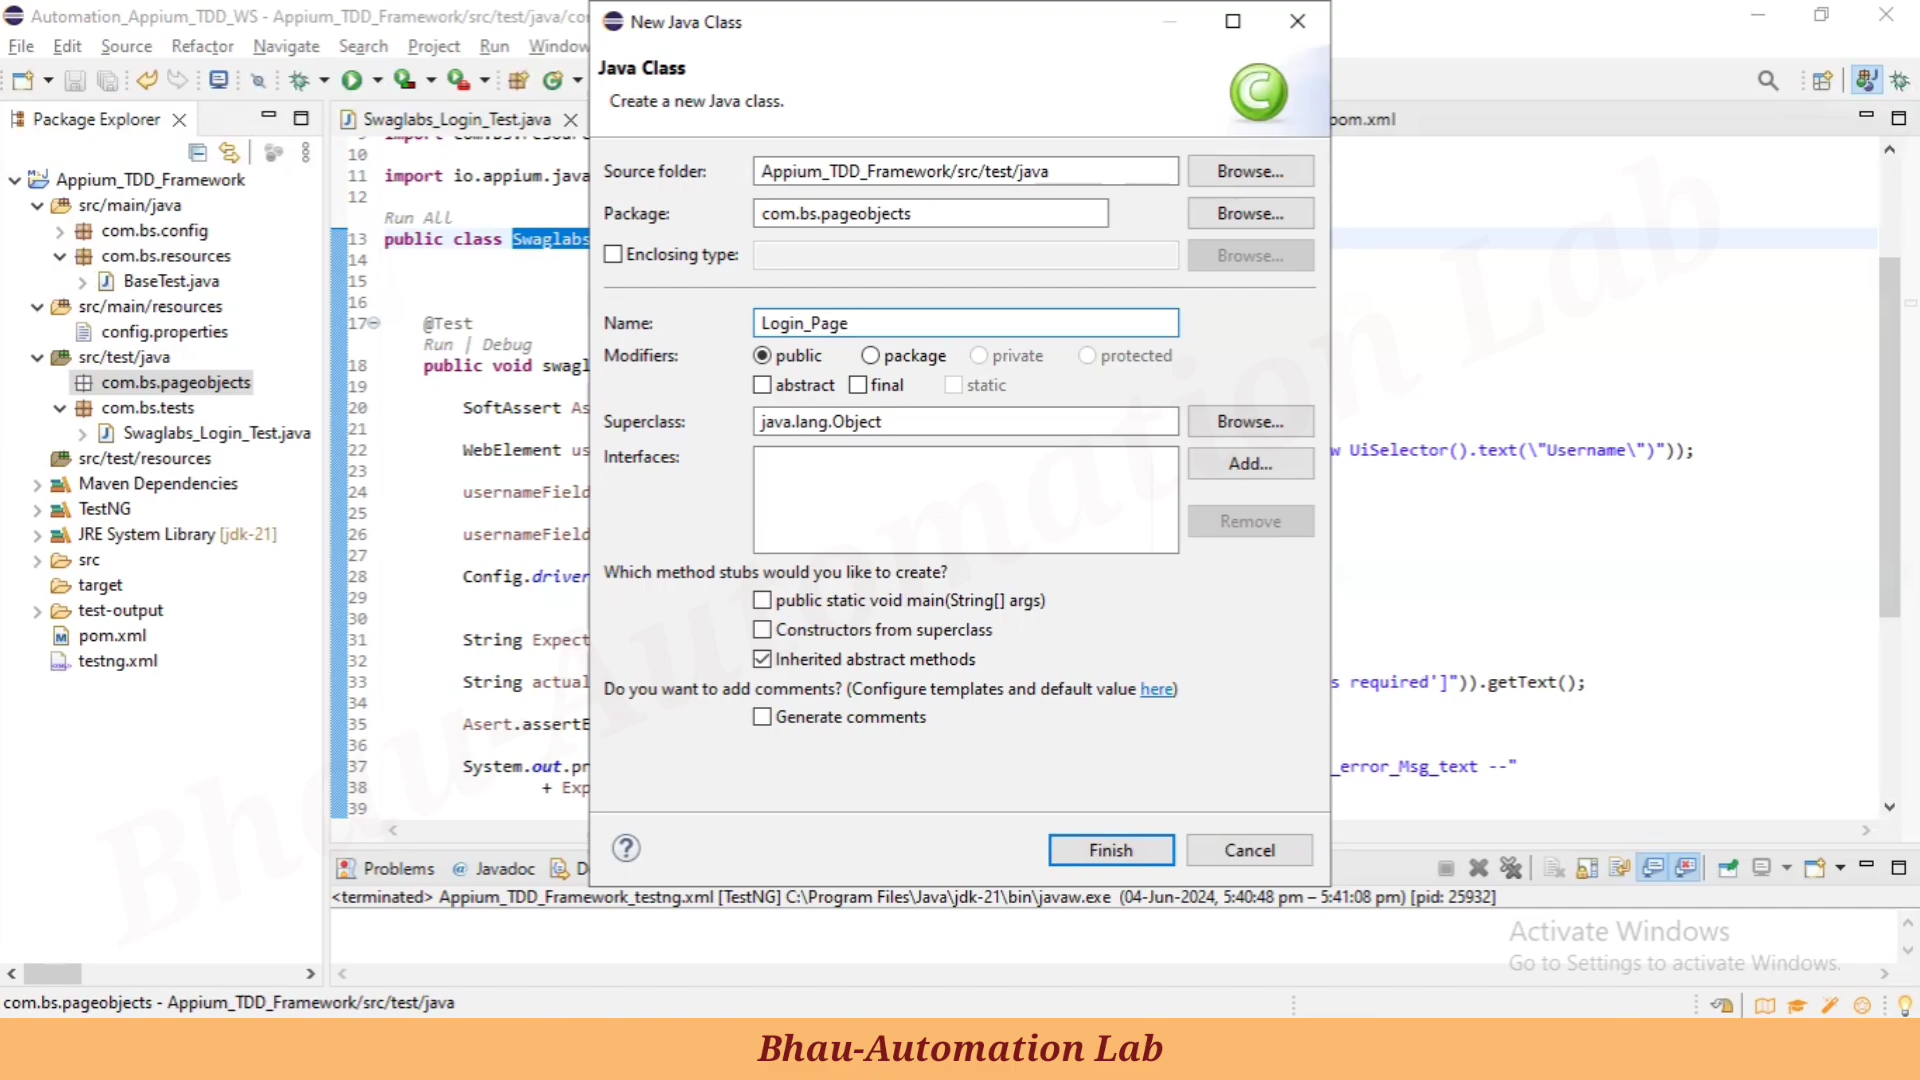 Automation_Appium_TDD_WS - Appium_TDD_Framework/src/test/java/co
File Edit Source Refactor Navigate Search Project Run Window
Package Explorer
Appium_TDD_Framework
src/main/java
com.bs.config
com.bs.resources
BaseTest.java
src/main/resources
config.properties
src/test/java
com.bs.pageobjects
com.bs.tests
Swaglabs_Login_Test.java
src/test/resources
Maven Dependencies
TestNG
JRE System Library [jdk-21]
src
target
test-output
pom.xml
testng.xml
Swaglabs_Login_Test.java
pom.xml
10
11 import io.appium.java
12
Run All
13 public class Swaglabs
14
15
16
17 @Test
Run | Debug
18 public void swagl
19
20 SoftAssert As
21
22 WebElement us
w UiSelector().text(\"Username\")"));
23
24 usernameField
25
26 usernameField
27
28 Config.driver
29
30
31 String Expect
32
33 String actual
s required']")).getText();
34
35 Asert.assertE
36
37 System.out.pr
_error_Msg_text --"
38 + Exp
39
New Java Class
Java Class
Create a new Java class.
Source folder: Appium_TDD_Framework/src/test/java Browse...
Package: com.bs.pageobjects Browse...
Enclosing type: Browse...
Name: Login_Page
Modifiers: public package private protected
abstract final static
Superclass: java.lang.Object Browse...
Interfaces: Add...
Remove
Which method stubs would you like to create?
public static void main(String[] args)
Constructors from superclass
Inherited abstract methods
Do you want to add comments? (Configure templates and default value here)
Generate comments
Finish Cancel
Problems @ Javadoc D
<terminated> Appium_TDD_Framework_testng.xml [TestNG] C:\Program Files\Java\jdk-21\bin\javaw.exe (04-Jun-2024, 5:40:48 pm – 5:41:08 pm) [pid: 25932]
Activate Windows
Go to Settings to activate Windows.
com.bs.pageobjects - Appium_TDD_Framework/src/test/java
Bhau-Automation Lab
Bhau-Automation Lab